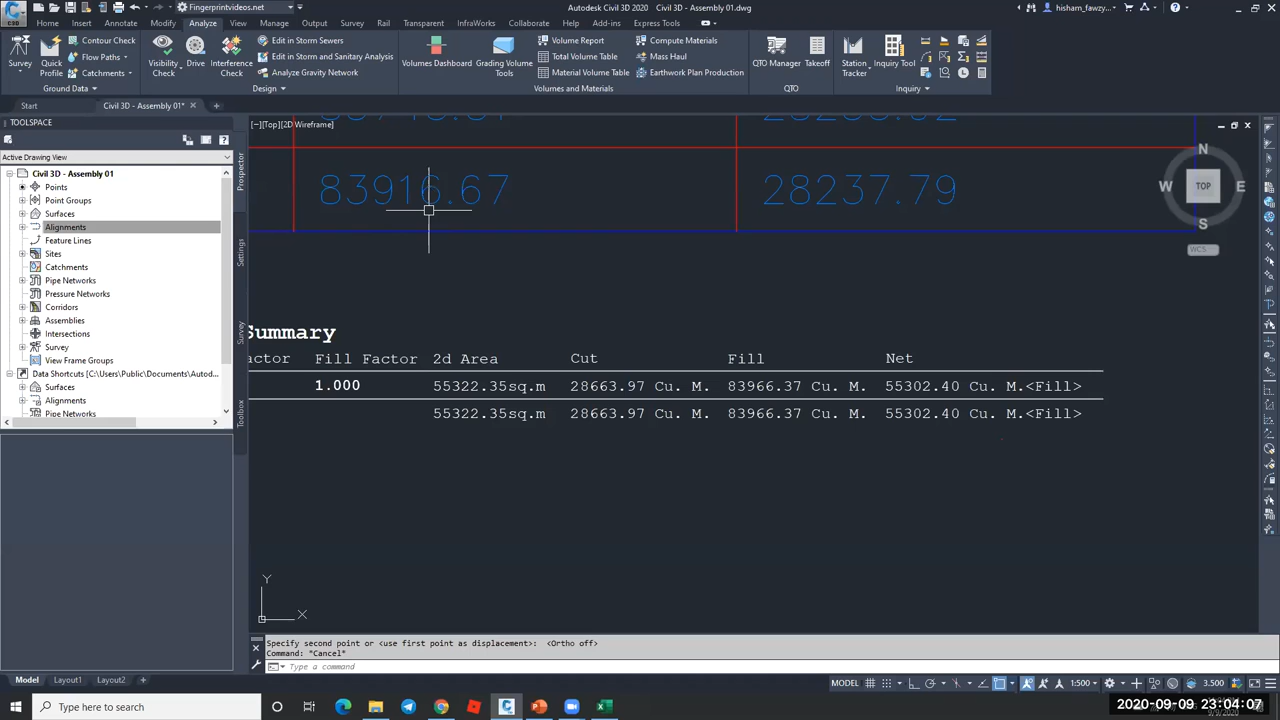 Fingerprintvideos.net
Autodesk Civil 3D 2020 Civil 3D - Assembly 01.dwg
hisham_fawzy...
Home Insert Annotate Modify Analyze View Manage Output Survey Rail Transparent InfraWorks Collaborate Help Add-ins Express Tools
Survey
Quick Profile
Contour Check
Flow Paths
Catchments
Ground Data
Visibility Check
Drive
Interference Check
Edit in Storm Sewers
Edit in Storm and Sanitary Analysis
Analyze Gravity Network
Design
Volumes Dashboard
Grading Volume Tools
Volume Report
Total Volume Table
Material Volume Table
Compute Materials
Mass Haul
Earthwork Plan Production
Volumes and Materials
QTO Manager
Takeoff
QTO
Station Tracker
Inquiry Tool
Inquiry
Start
Civil 3D - Assembly 01*
TOOLSPACE
Active Drawing View
Civil 3D - Assembly 01
Points
Point Groups
Surfaces
Alignments
Feature Lines
Sites
Catchments
Pipe Networks
Pressure Networks
Corridors
Assemblies
Intersections
Survey
View Frame Groups
Data Shortcuts [C:\Users\Public\Documents\Autod...
Surfaces
Alignments
Pipe Networks
Prospector
Settings
Survey
Toolbox
[−][Top][2D Wireframe]
N
W TOP E
S
WCS
83916.67 28237.79
Summary
actor Fill Factor 2d Area Cut Fill Net
1.000 55322.35sq.m 28663.97 Cu. M. 83966.37 Cu. M. 55302.40 Cu. M.<Fill>
55322.35sq.m 28663.97 Cu. M. 83966.37 Cu. M. 55302.40 Cu. M.<Fill>
Y
X
Specify second point or <use first point as displacement>: <Ortho off>
Command: *Cancel*
Type a command
Model Layout1 Layout2
MODEL 1:500 3.500
Type here to search
2020-09-09 23:04:07